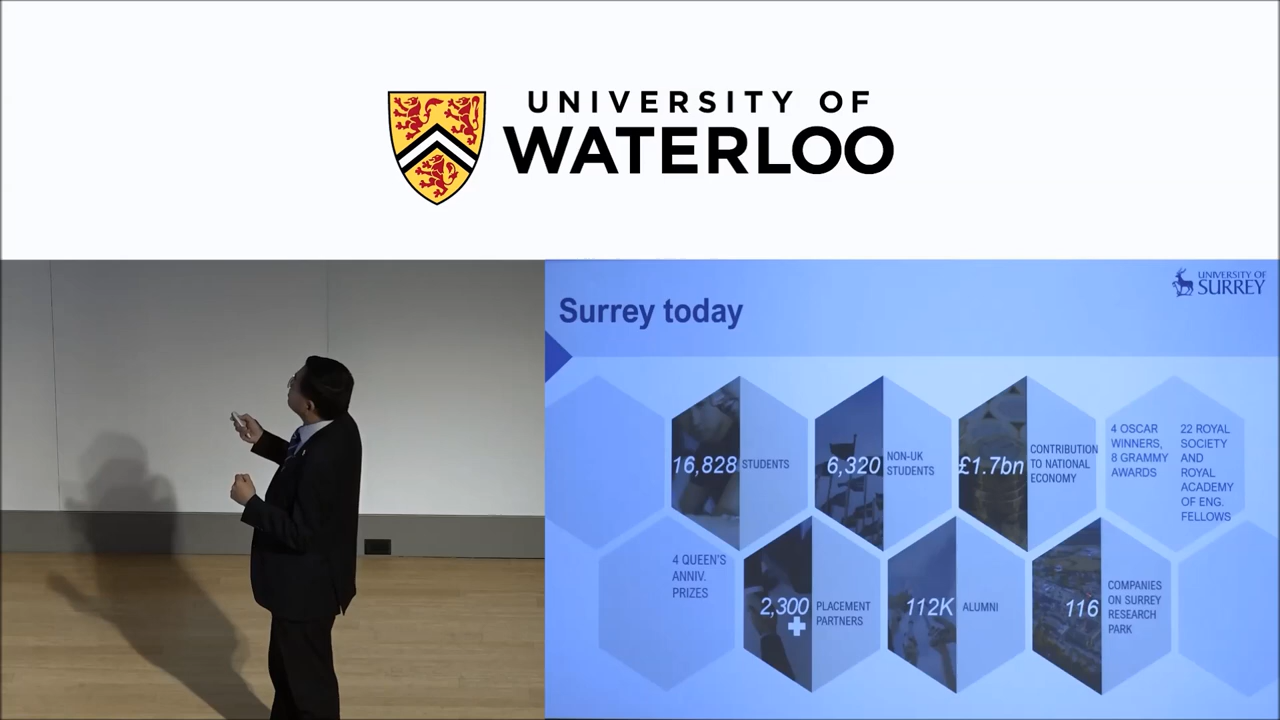 UNIVERSITY OF
WATERLOO
UNIVERSITY OF
SURREY
Surrey today
16,828
STUDENTS
6,320
NON-UK
STUDENTS
£1.7bn
CONTRIBUTION
TO NATIONAL
ECONOMY
4 OSCAR
WINNERS,
8 GRAMMY
AWARDS
22 ROYAL
SOCIETY
AND
ROYAL
ACADEMY
OF ENG.
FELLOWS
4 QUEEN'S
ANNIV.
PRIZES
2,300
+
PLACEMENT
PARTNERS
112K
ALUMNI
116
COMPANIES
ON SURREY
RESEARCH
PARK